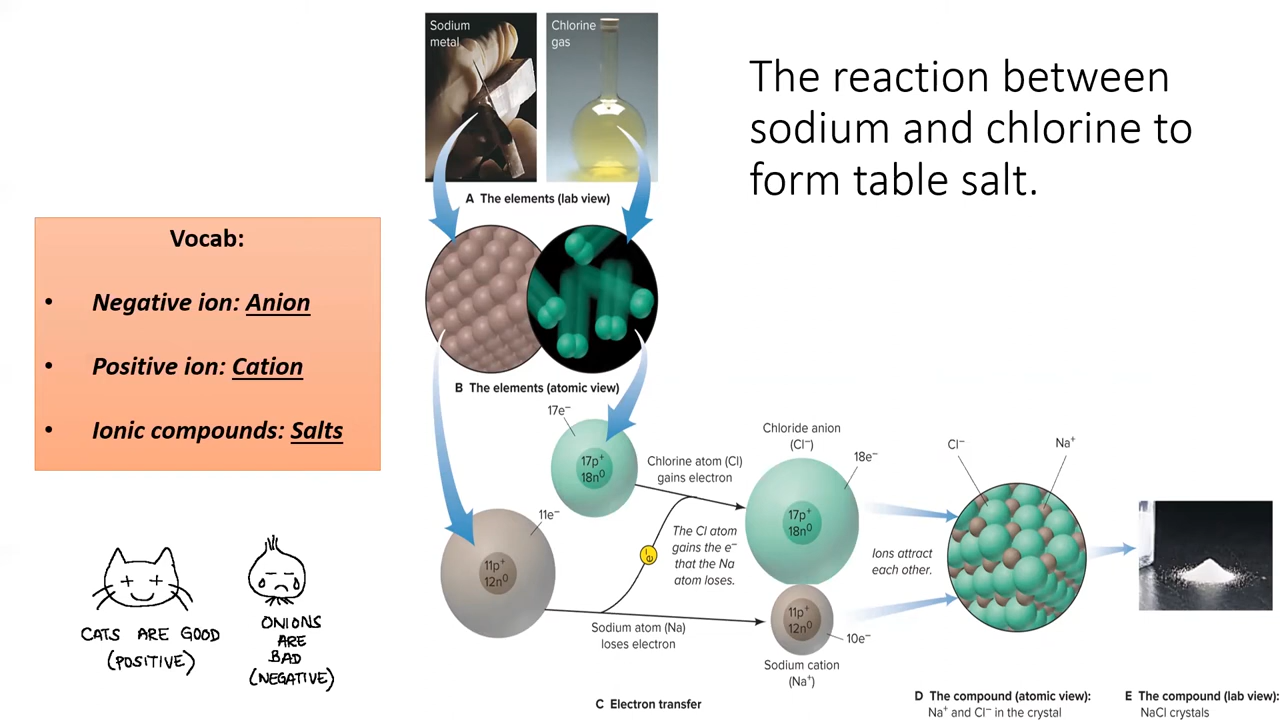 The reaction between
sodium and chlorine to
form table salt.
Sodium
metal
Chlorine
gas
A The elements (lab view)
B The elements (atomic view)
Vocab:
• Negative ion: Anion
• Positive ion: Cation
• Ionic compounds: Salts
CATS ARE GOOD
(POSITIVE)
ONIONS
ARE
BAD
(NEGATIVE)
17e⁻
17p⁺
18n⁰
11e⁻
11p⁺
12n⁰
Chlorine atom (Cl)
gains electron
e⁻
The Cl atom
gains the e⁻
that the Na
atom loses.
Sodium atom (Na)
loses electron
Chloride anion
(Cl⁻)
18e⁻
17p⁺
18n⁰
11p⁺
12n⁰
10e⁻
Sodium cation
(Na⁺)
Ions attract
each other.
Cl⁻
Na⁺
C Electron transfer
D The compound (atomic view):
Na⁺ and Cl⁻ in the crystal
E The compound (lab view):
NaCl crystals